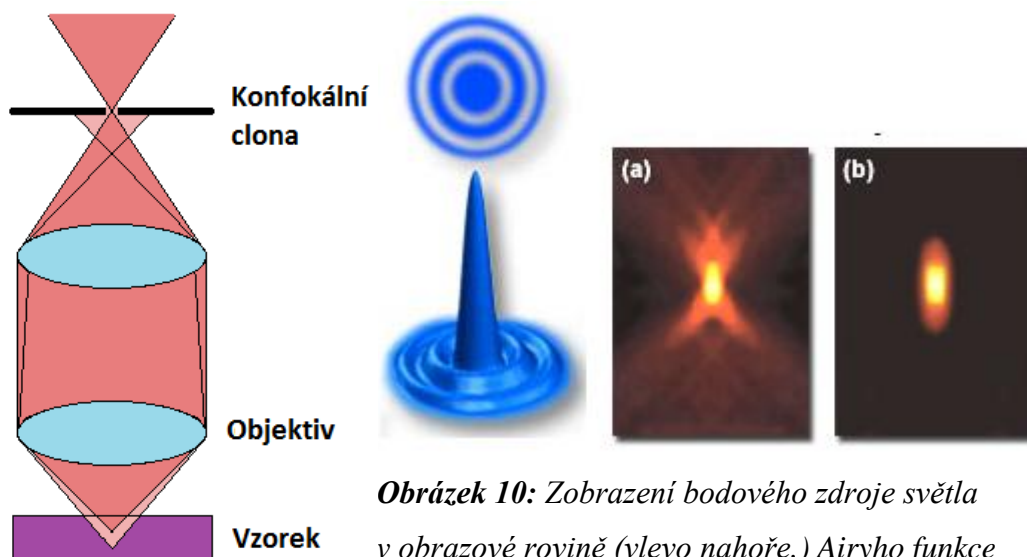 Konfokální
clona
(a)
(b)
Objektiv
Obrázek 10: Zobrazení bodového zdroje světla
v obrazové rovině (vlevo nahoře.) Airyho funkce
Vzorek